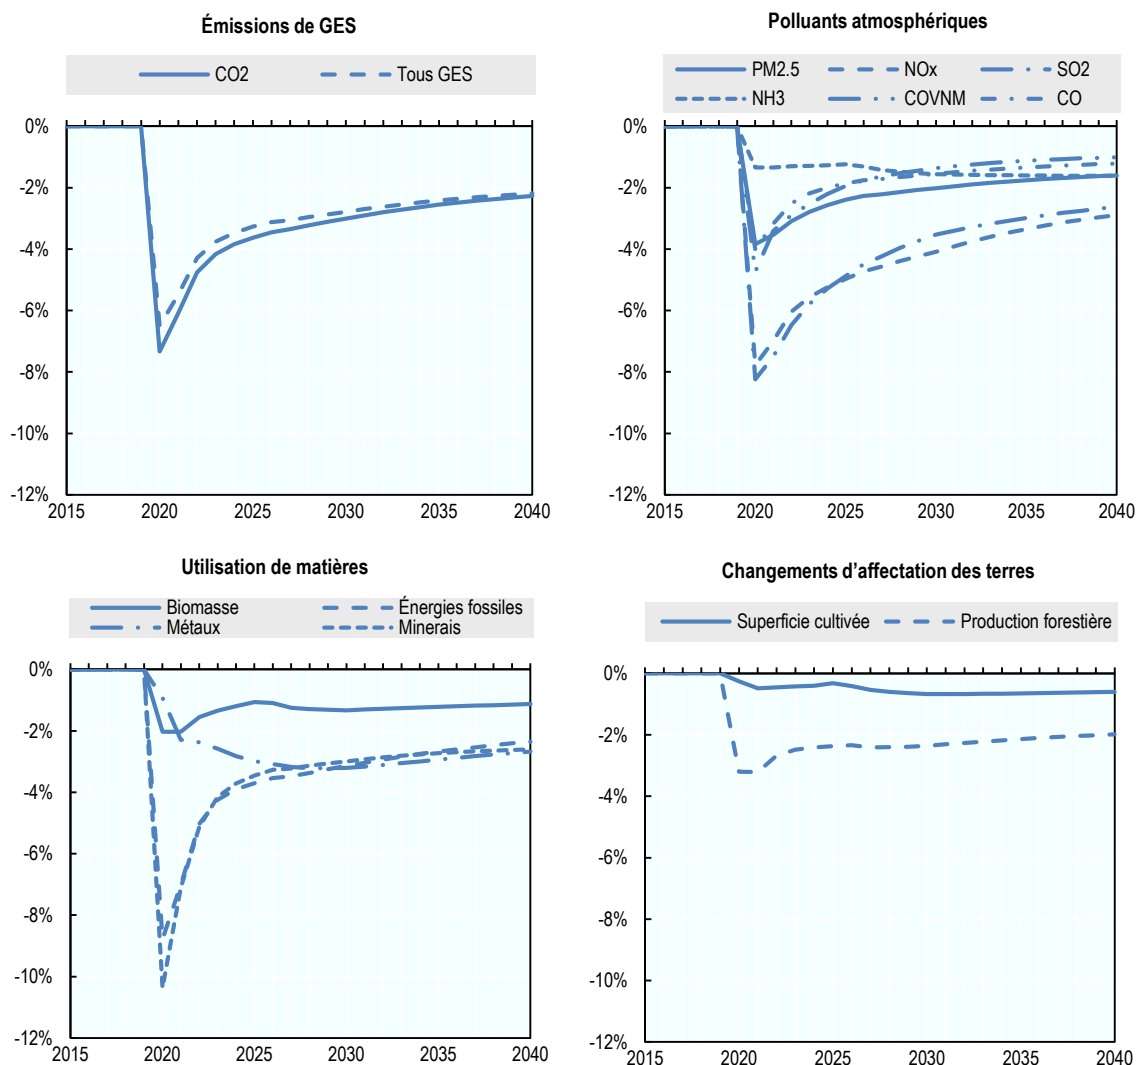 Émissions de GES
CO2 Tous GES
0%
-2%
-4%
-6%
-8%
-10%
-12%
2015 2020 2025 2030 2035 2040
Polluants atmosphériques
PM2.5 NOx SO2
NH3 COVNM CO
0%
-2%
-4%
-6%
-8%
-10%
-12%
2015 2020 2025 2030 2035 2040
Utilisation de matières
Biomasse Énergies fossiles
Métaux Minerais
0%
-2%
-4%
-6%
-8%
-10%
-12%
2015 2020 2025 2030 2035 2040
Changements d’affectation des terres
Superficie cultivée Production forestière
0%
-2%
-4%
-6%
-8%
-10%
-12%
2015 2020 2025 2030 2035 2040